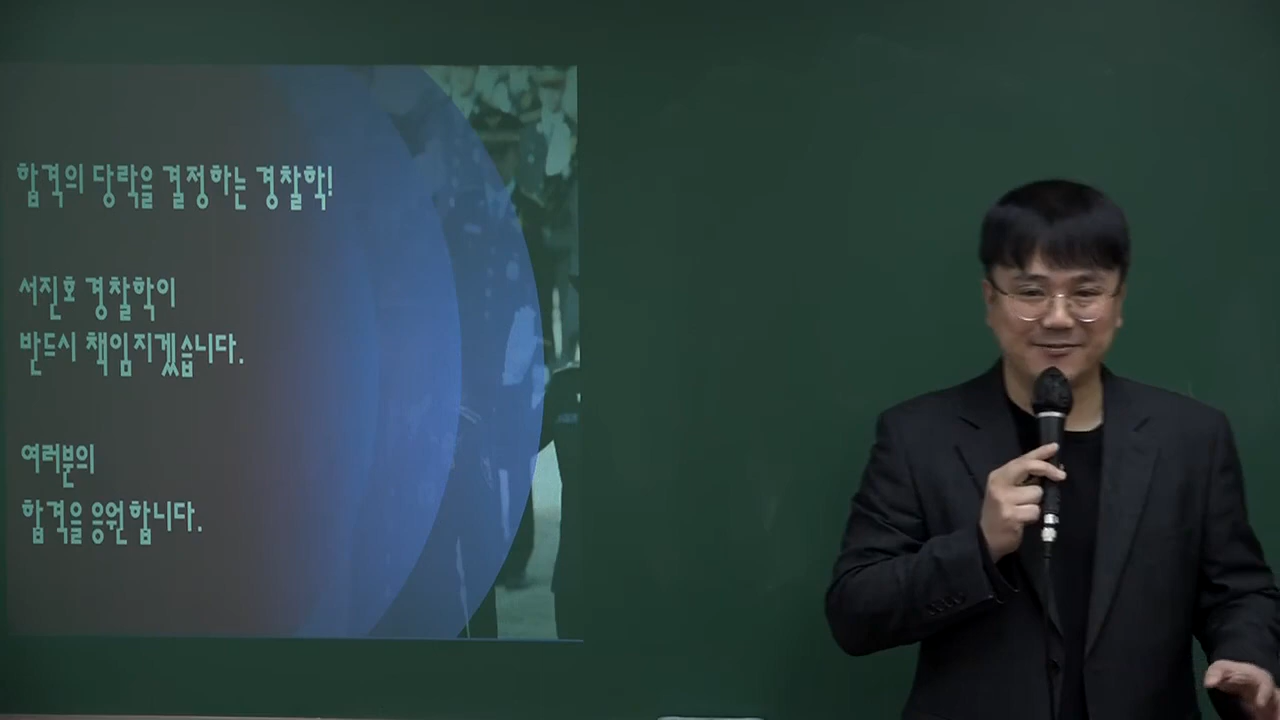 합격의 당락을 결정하는 경찰학!
서진호 경찰학이
반드시 책임지겠습니다.
여러분의
합격을 응원합니다.